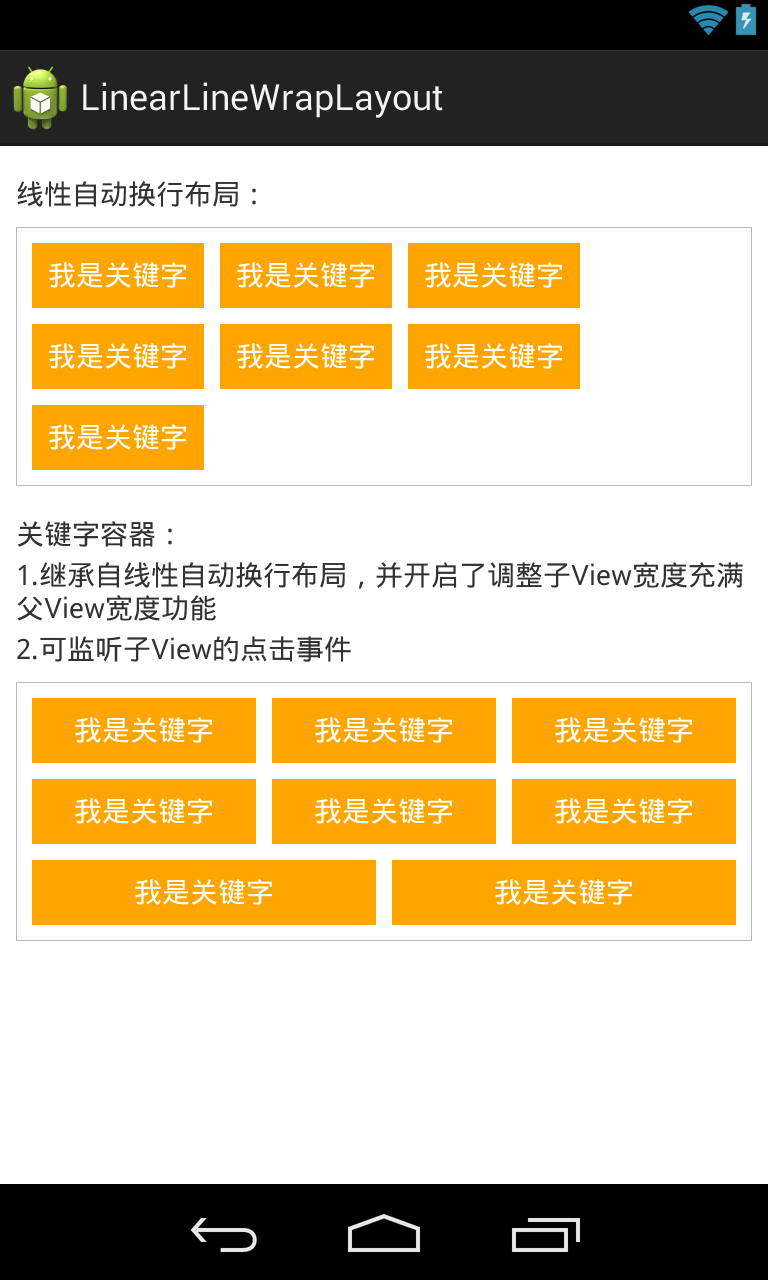 LinearLineWrapLayout
线性自动换行布局：
我是关键字 我是关键字 我是关键字
我是关键字 我是关键字 我是关键字
我是关键字
关键字容器：
1.继承自线性自动换行布局，并开启了调整子View宽度充满
父View宽度功能
2.可监听子View的点击事件
我是关键字 我是关键字 我是关键字
我是关键字 我是关键字 我是关键字
我是关键字 我是关键字